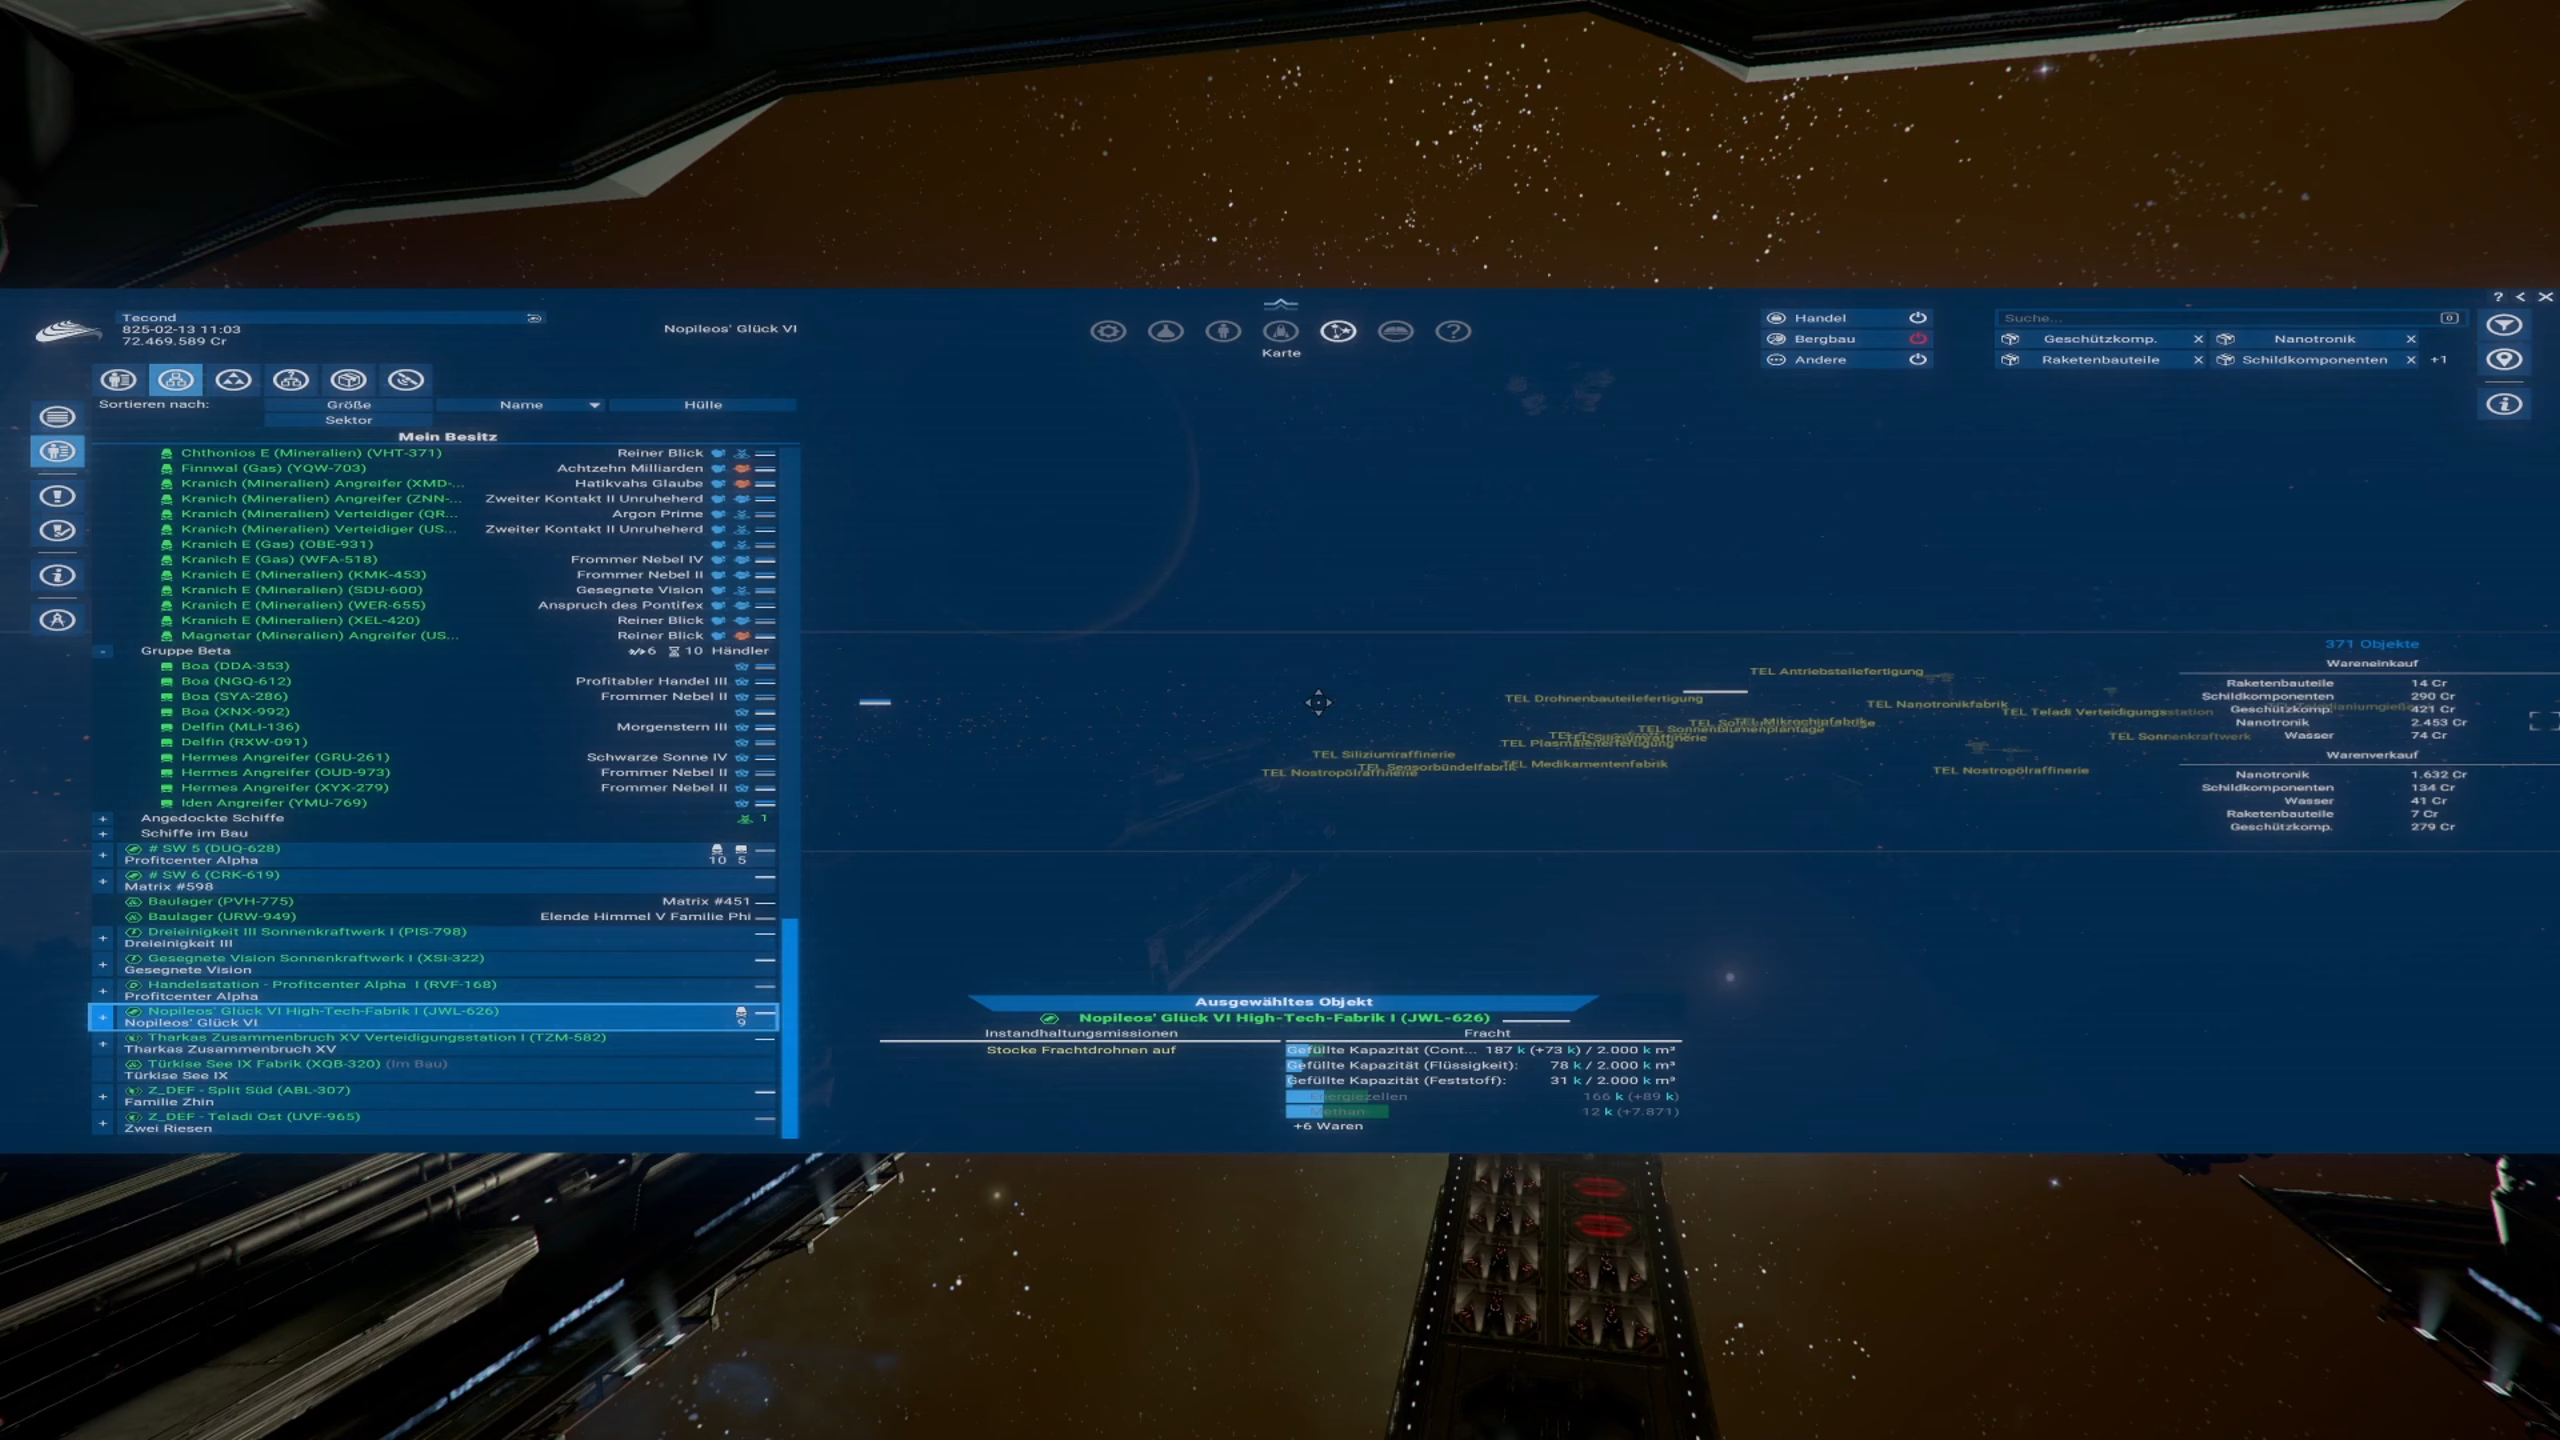 ? < X
Tecond
825-02-13 11:03
72.469.589 Cr
Nopileos' Glück VI
Karte
Handel
Bergbau
Andere
Suche...
Geschützkomp. X Nanotronik X
Raketenbauteile X Schildkomponenten X +1
Sortieren nach: Größe Name Hülle
Sektor
Mein Besitz
Chthonios E (Mineralien) (VHT-371) Reiner Blick
Finnwal (Gas) (YQW-703) Achtzehn Milliarden
Kranich (Mineralien) Angreifer (XMD-... Hatikvahs Glaube
Kranich (Mineralien) Angreifer (ZNN-... Zweiter Kontakt II Unruheherd
Kranich (Mineralien) Verteidiger (QR... Argon Prime
Kranich (Mineralien) Verteidiger (US... Zweiter Kontakt II Unruheherd
Kranich E (Gas) (OBE-931)
Kranich E (Gas) (WFA-518) Frommer Nebel IV
Kranich E (Mineralien) (KMK-453) Frommer Nebel II
Kranich E (Mineralien) (SDU-600) Gesegnete Vision
Kranich E (Mineralien) (WER-655) Anspruch des Pontifex
Kranich E (Mineralien) (XEL-420) Reiner Blick
Magnetar (Mineralien) Angreifer (US... Reiner Blick
- Gruppe Beta 6 10 Händler
Boa (DDA-353)
Boa (NGQ-612) Profitabler Handel III
Boa (SYA-286) Frommer Nebel II
Boa (XNX-992)
Delfin (MLI-136) Morgenstern III
Delfin (RXW-091)
Hermes Angreifer (GRU-261) Schwarze Sonne IV
Hermes Angreifer (OUD-973) Frommer Nebel II
Hermes Angreifer (XYX-279) Frommer Nebel II
Iden Angreifer (YMU-769)
+ Angedockte Schiffe 1
+ Schiffe im Bau
+ # SW 5 (DUQ-628)
Profitcenter Alpha 10 5
+ # SW 6 (CRK-619)
Matrix #598
Baulager (PVH-775) Matrix #451
Baulager (URW-949) Elende Himmel V Familie Phi
+ Dreieinigkeit III Sonnenkraftwerk I (PIS-798)
Dreieinigkeit III
+ Gesegnete Vision Sonnenkraftwerk I (XSI-322)
Gesegnete Vision
+ Handelsstation - Profitcenter Alpha I (RVF-168)
Profitcenter Alpha
+ Nopileos' Glück VI High-Tech-Fabrik I (JWL-626)
Nopileos' Glück VI 9
+ Tharkas Zusammenbruch XV Verteidigungsstation I (TZM-582)
Tharkas Zusammenbruch XV
Türkise See IX Fabrik (XQB-320) (Im Bau)
Türkise See IX
+ Z_DEF - Split Süd (ABL-307)
Familie Zhin
+ Z_DEF - Teladi Ost (UVF-965)
Zwei Riesen
TEL Antriebsteilefertigung
TEL Drohnenbauteilefertigung
TEL Nanotronikfabrik
TEL Teladi Verteidigungsstation
TEL Mikrochipfabrik
TEL Sonnenblumenplantage
TEL Sonnenkraftwerk
TEL Plasmaleiterfertigung
TEL Siliziumraffinerie
TEL Sensorbündelfabrik
TEL Medikamentenfabrik
TEL Nostropölraffinerie
TEL Nostropölraffinerie
371 Objekte
Wareneinkauf
Raketenbauteile 14 Cr
Schildkomponenten 290 Cr
Geschützkomp. 421 Cr
Nanotronik 2.453 Cr
Wasser 74 Cr
Warenverkauf
Nanotronik 1.632 Cr
Schildkomponenten 134 Cr
Wasser 41 Cr
Raketenbauteile 7 Cr
Geschützkomp. 279 Cr
Ausgewähltes Objekt
Nopileos' Glück VI High-Tech-Fabrik I (JWL-626)
Instandhaltungsmissionen Fracht
Stocke Frachtdrohnen auf
Gefüllte Kapazität (Cont... 187 k (+73 k) / 2.000 k m³
Gefüllte Kapazität (Flüssigkeit): 78 k / 2.000 k m³
Gefüllte Kapazität (Feststoff): 31 k / 2.000 k m³
Energiezellen 166 k (+89 k)
Methan 12 k (+7.871)
+6 Waren